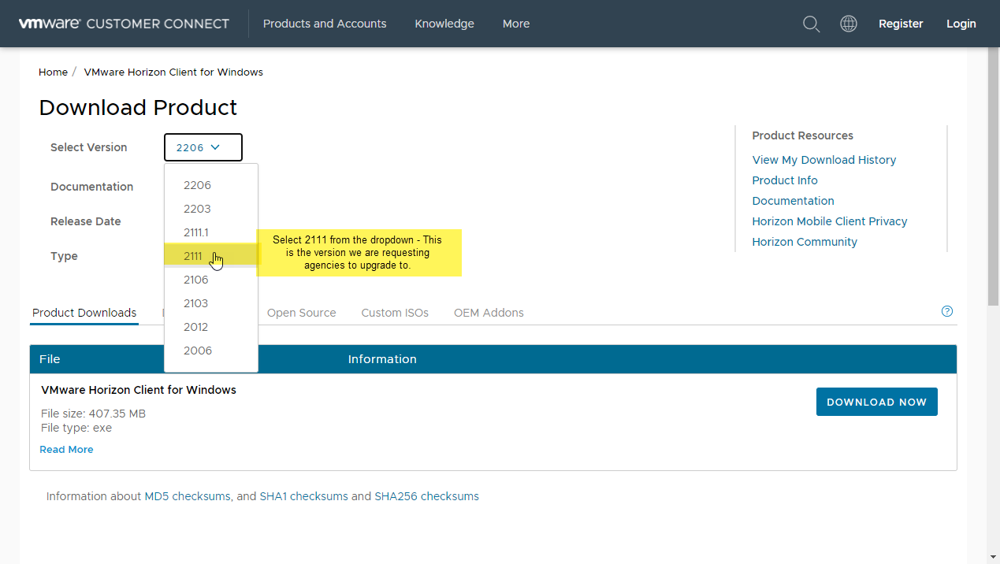 vmware® CUSTOMER CONNECT
Products and Accounts
Knowledge
More
Register
Login
Home / VMware Horizon Client for Windows
Download Product
Select Version
2206
Documentation
Release Date
Type
2206
2203
2111.1
2111
2106
2103
2012
2006
Select 2111 from the dropdown - This
is the version we are requesting
agencies to upgrade to.
Product Resources
View My Download History
Product Info
Documentation
Horizon Mobile Client Privacy
Horizon Community
Product Downloads
Open Source
Custom ISOs
OEM Addons
File
Information
VMware Horizon Client for Windows
File size: 407.35 MB
File type: exe
Read More
DOWNLOAD NOW
Information about MD5 checksums, and SHA1 checksums and SHA256 checksums